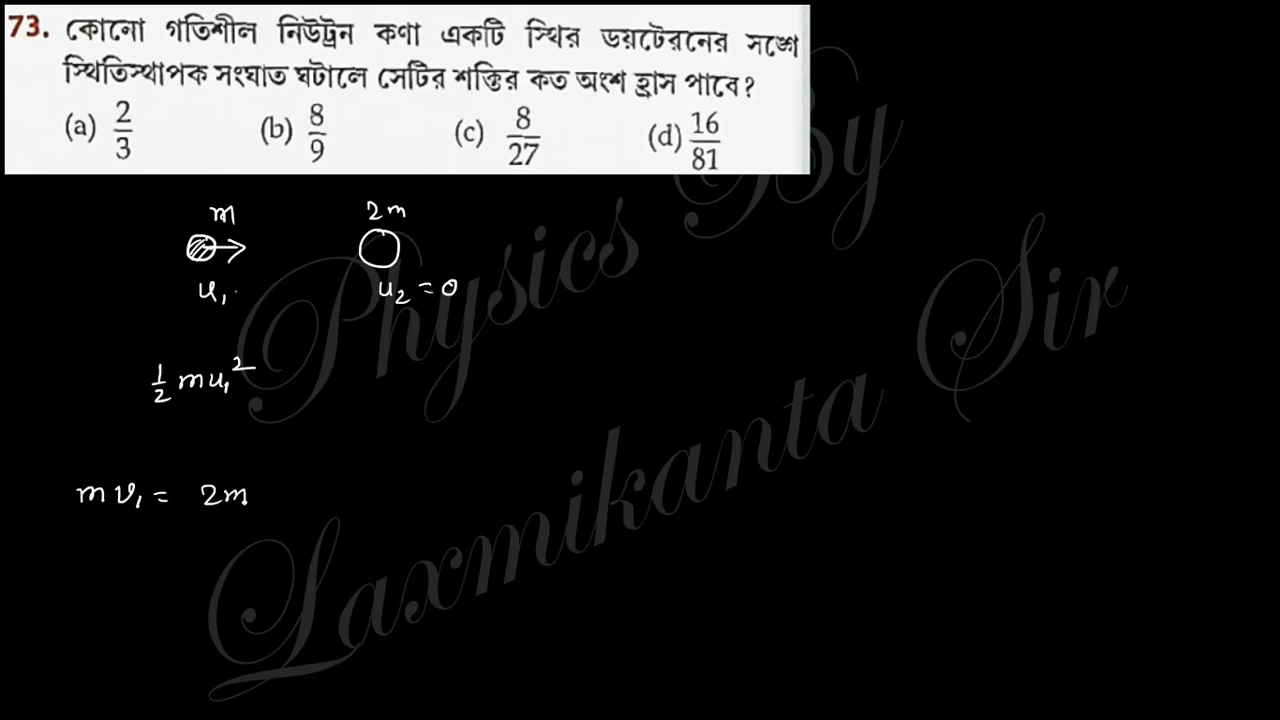 73. কোনো গতিশীল নিউট্রন কণা একটি স্থির ডয়টেরনের সঙ্গে
স্থিতিস্থাপক সংঘাত ঘটালে সেটির শক্তির কত অংশ হ্রাস পাবে?
(a) 2/3 (b) 8/9 (c) 8/27 (d) 16/81
m 2m
u₁ u₂ = 0
½ mu₁²
mv₁ = 2m
Physics By
Laxmikanta Sir